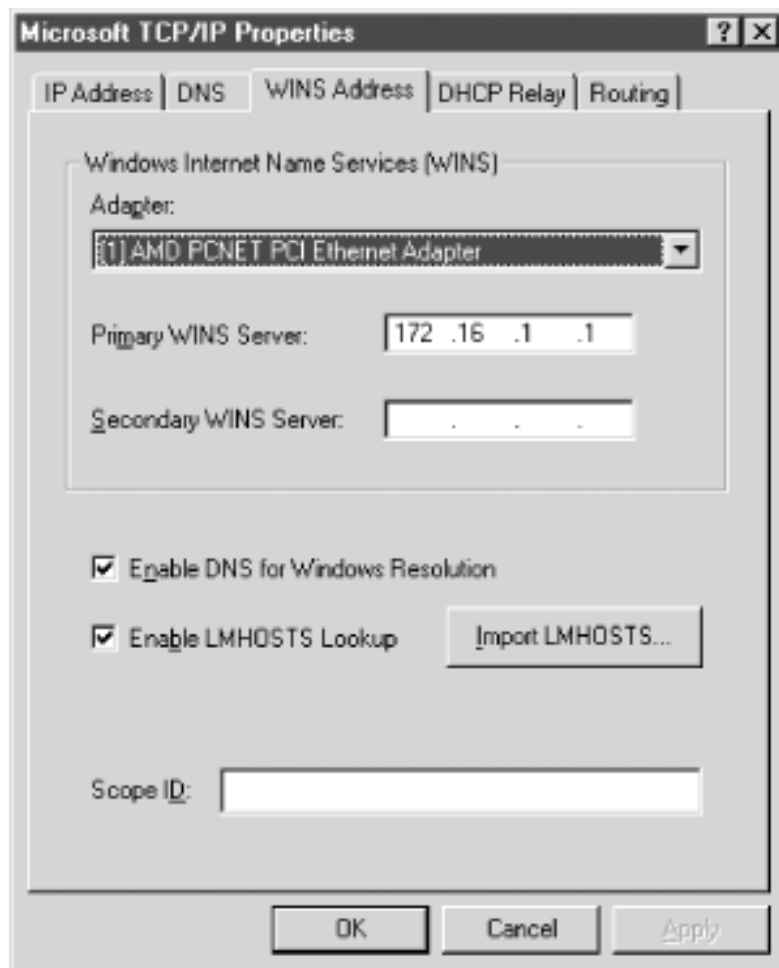 Microsoft TCP/IP Properties
IP Address DNS WINS Address DHCP Relay Routing
Windows Internet Name Services (WINS)
Adapter:
[1] AMD PCNET PCI Ethernet Adapter
Primary WINS Server: 172 .16 .1 .1
Secondary WINS Server: . . .
Enable DNS for Windows Resolution
Enable LMHOSTS Lookup Import LMHOSTS...
Scope ID:
OK Cancel Apply